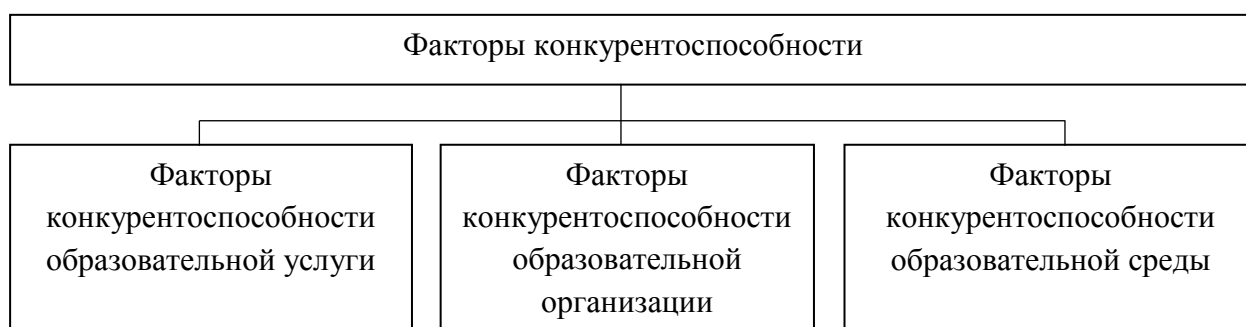 Факторы конкурентоспособности
Факторы
конкурентоспособности
образовательной услуги
Факторы
конкурентоспособности
образовательной
организации
Факторы
конкурентоспособности
образовательной среды